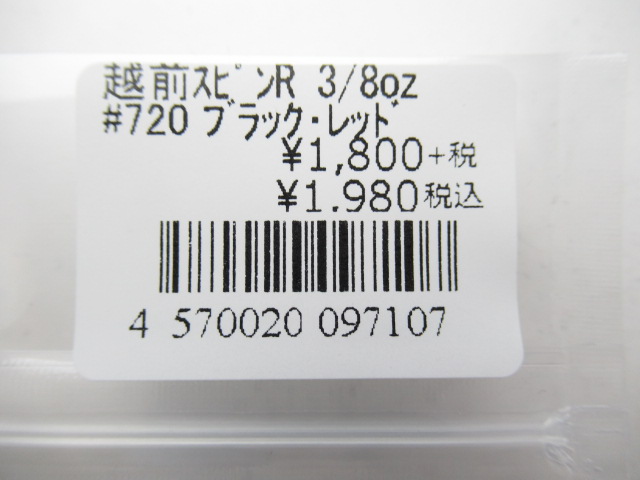 越前ｽﾋﾟﾝR 3/8oz
#720 ブラック・レッド
¥1,800+税
¥1.980税込
4 570020 097107